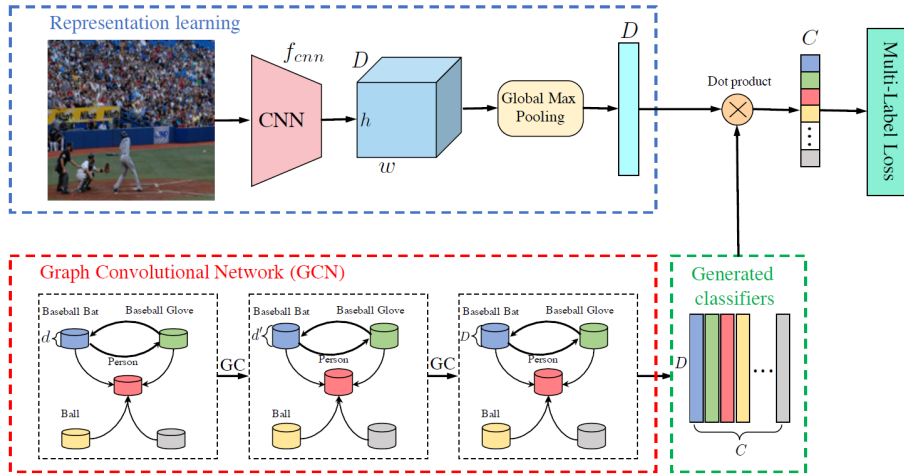 Representation learning
f_cnn
D
D
C
CNN
h
w
Global Max
Pooling
Dot product
Multi-Label Loss
Graph Convolutional Network (GCN)
Generated
classifiers
Baseball Bat Baseball Glove
d
Person
Ball
GC
Baseball Bat Baseball Glove
d'
Person
Ball
GC
Baseball Bat Baseball Glove
D
Person
Ball
D
C